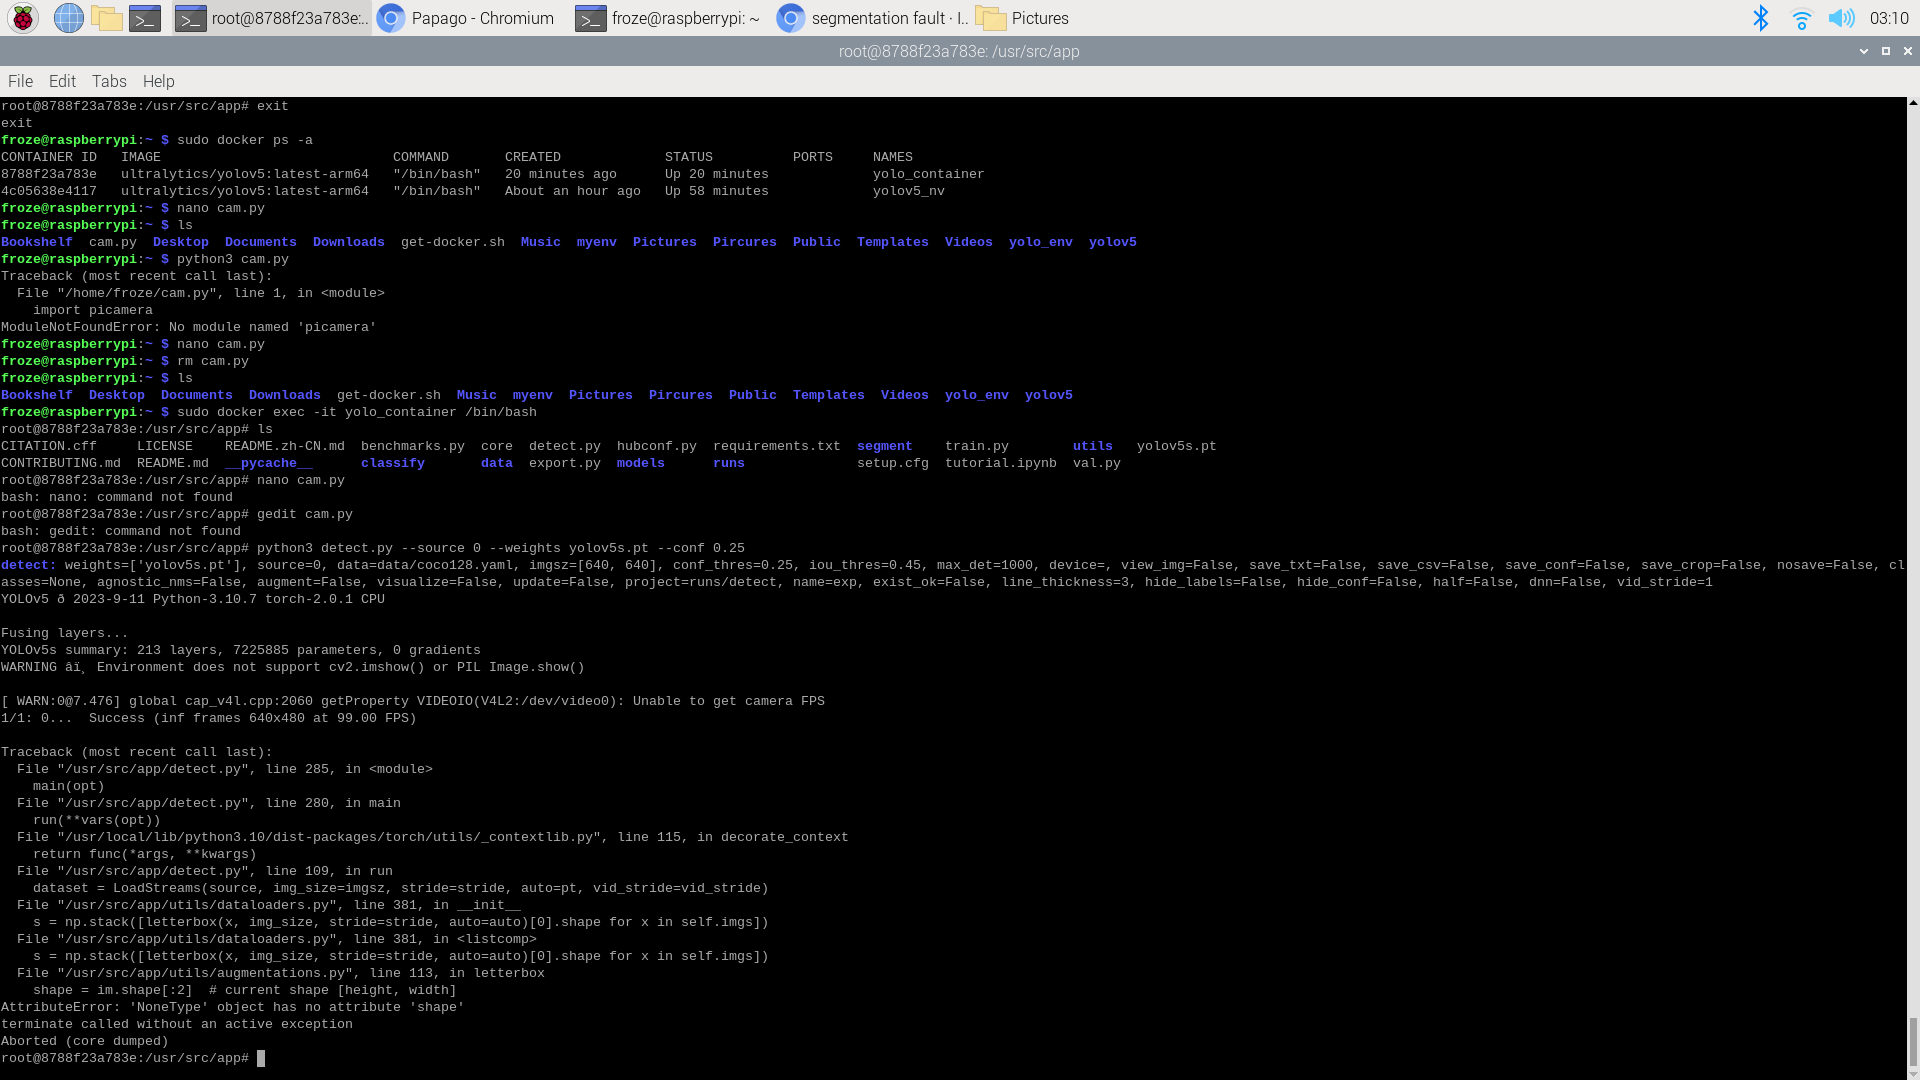 root@8788f23a783e:.. Papago - Chromium froze@raspberrypi: ~ segmentation fault · I.. Pictures 03:10
root@8788f23a783e: /usr/src/app
File Edit Tabs Help
root@8788f23a783e:/usr/src/app# exit
exit
froze@raspberrypi:~ $ sudo docker ps -a
CONTAINER ID   IMAGE                             COMMAND       CREATED             STATUS          PORTS     NAMES
8788f23a783e   ultralytics/yolov5:latest-arm64   "/bin/bash"   20 minutes ago      Up 20 minutes             yolo_container
4c05638e4117   ultralytics/yolov5:latest-arm64   "/bin/bash"   About an hour ago   Up 58 minutes             yolov5_nv
froze@raspberrypi:~ $ nano cam.py
froze@raspberrypi:~ $ ls
Bookshelf  cam.py  Desktop  Documents  Downloads  get-docker.sh  Music  myenv  Pictures  Pircures  Public  Templates  Videos  yolo_env  yolov5
froze@raspberrypi:~ $ python3 cam.py
Traceback (most recent call last):
  File "/home/froze/cam.py", line 1, in <module>
    import picamera
ModuleNotFoundError: No module named 'picamera'
froze@raspberrypi:~ $ nano cam.py
froze@raspberrypi:~ $ rm cam.py
froze@raspberrypi:~ $ ls
Bookshelf  Desktop  Documents  Downloads  get-docker.sh  Music  myenv  Pictures  Pircures  Public  Templates  Videos  yolo_env  yolov5
froze@raspberrypi:~ $ sudo docker exec -it yolo_container /bin/bash
root@8788f23a783e:/usr/src/app# ls
CITATION.cff     LICENSE    README.zh-CN.md  benchmarks.py  core  detect.py  hubconf.py  requirements.txt  segment    train.py        utils   yolov5s.pt
CONTRIBUTING.md  README.md  __pycache__      classify       data  export.py  models      runs              setup.cfg  tutorial.ipynb  val.py
root@8788f23a783e:/usr/src/app# nano cam.py
bash: nano: command not found
root@8788f23a783e:/usr/src/app# gedit cam.py
bash: gedit: command not found
root@8788f23a783e:/usr/src/app# python3 detect.py --source 0 --weights yolov5s.pt --conf 0.25
detect: weights=['yolov5s.pt'], source=0, data=data/coco128.yaml, imgsz=[640, 640], conf_thres=0.25, iou_thres=0.45, max_det=1000, device=, view_img=False, save_txt=False, save_csv=False, save_conf=False, save_crop=False, nosave=False, cl
asses=None, agnostic_nms=False, augment=False, visualize=False, update=False, project=runs/detect, name=exp, exist_ok=False, line_thickness=3, hide_labels=False, hide_conf=False, half=False, dnn=False, vid_stride=1
YOLOv5 ð 2023-9-11 Python-3.10.7 torch-2.0.1 CPU
Fusing layers...
YOLOv5s summary: 213 layers, 7225885 parameters, 0 gradients
WARNING âï¸ Environment does not support cv2.imshow() or PIL Image.show()
[ WARN:0@7.476] global cap_v4l.cpp:2060 getProperty VIDEOIO(V4L2:/dev/video0): Unable to get camera FPS
1/1: 0...  Success (inf frames 640x480 at 99.00 FPS)
Traceback (most recent call last):
  File "/usr/src/app/detect.py", line 285, in <module>
    main(opt)
  File "/usr/src/app/detect.py", line 280, in main
    run(**vars(opt))
  File "/usr/local/lib/python3.10/dist-packages/torch/utils/_contextlib.py", line 115, in decorate_context
    return func(*args, **kwargs)
  File "/usr/src/app/detect.py", line 109, in run
    dataset = LoadStreams(source, img_size=imgsz, stride=stride, auto=pt, vid_stride=vid_stride)
  File "/usr/src/app/utils/dataloaders.py", line 381, in __init__
    s = np.stack([letterbox(x, img_size, stride=stride, auto=auto)[0].shape for x in self.imgs])
  File "/usr/src/app/utils/dataloaders.py", line 381, in <listcomp>
    s = np.stack([letterbox(x, img_size, stride=stride, auto=auto)[0].shape for x in self.imgs])
  File "/usr/src/app/utils/augmentations.py", line 113, in letterbox
    shape = im.shape[:2]  # current shape [height, width]
AttributeError: 'NoneType' object has no attribute 'shape'
terminate called without an active exception
Aborted (core dumped)
root@8788f23a783e:/usr/src/app#